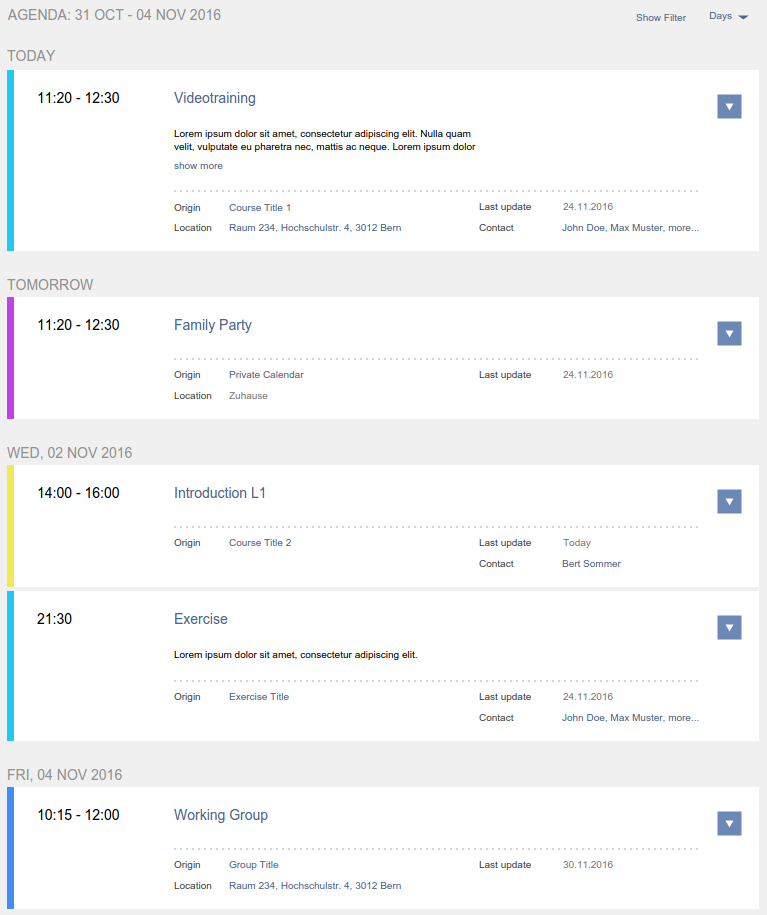 AGENDA: 31 OCT - 04 NOV 2016
Show Filter
Days
TODAY
11:20 - 12:30
Videotraining
Lorem ipsum dolor sit amet, consectetur adipiscing elit. Nulla quam
velit, vulputate eu pharetra nec, mattis ac neque. Lorem ipsum dolor
show more
Origin
Course Title 1
Last update
24.11.2016
Location
Raum 234, Hochschulstr. 4, 3012 Bern
Contact
John Doe, Max Muster, more...
TOMORROW
11:20 - 12:30
Family Party
Origin
Private Calendar
Last update
24.11.2016
Location
Zuhause
WED, 02 NOV 2016
14:00 - 16:00
Introduction L1
Origin
Course Title 2
Last update
Today
Contact
Bert Sommer
21:30
Exercise
Lorem ipsum dolor sit amet, consectetur adipiscing elit.
Origin
Exercise Title
Last update
24.11.2016
Contact
John Doe, Max Muster, more...
FRI, 04 NOV 2016
10:15 - 12:00
Working Group
Origin
Group Title
Last update
30.11.2016
Location
Raum 234, Hochschulstr. 4, 3012 Bern